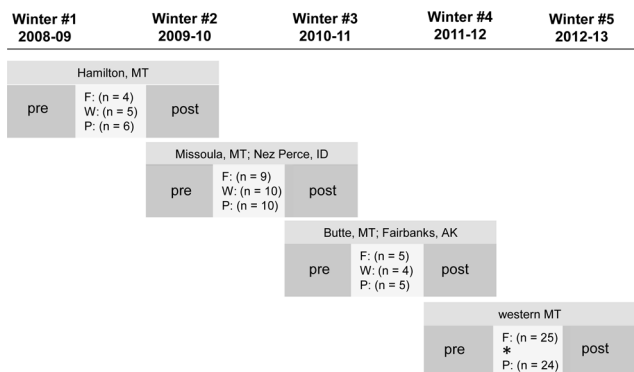 Winter #1 Winter #2 Winter #3 Winter #4 Winter #5
2008-09 2009-10 2010-11 2011-12 2012-13
Hamilton, MT
F: (n = 4)
pre W: (n = 5) post
P: (n = 6)
Missoula, MT; Nez Perce, ID
F: (n = 9)
pre W: (n = 10) post
P: (n = 10)
Butte, MT; Fairbanks, AK
F: (n = 5)
pre W: (n = 4) post
P: (n = 5)
western MT
F: (n = 25)
pre * post
P: (n = 24)